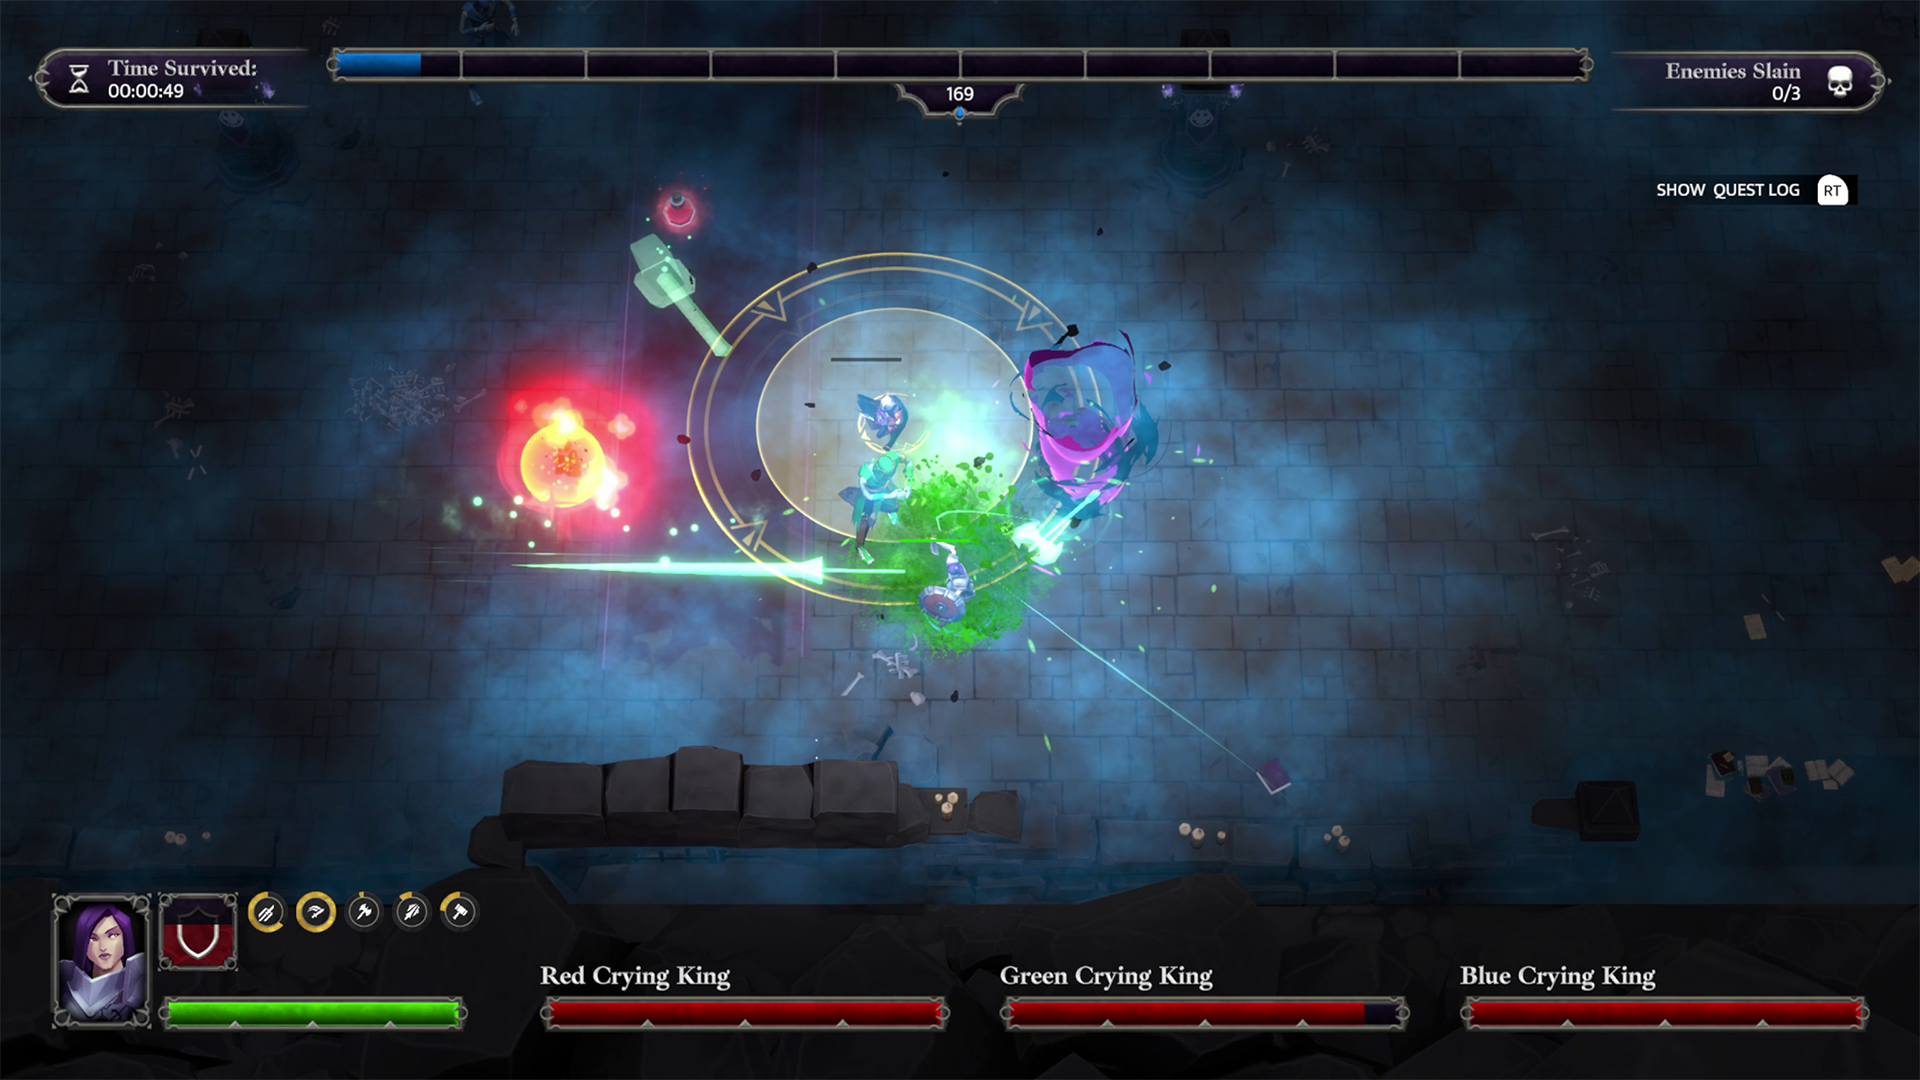 Time Survived:
00:00:49
169
Enemies Slain
0/3
SHOW QUEST LOG RT
Red Crying King
Green Crying King
Blue Crying King